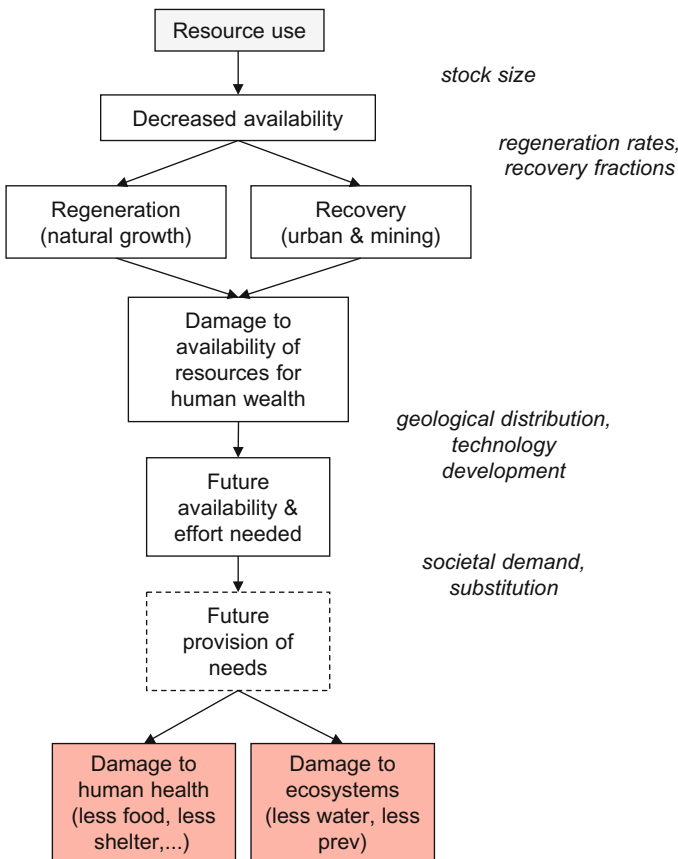 Resource use
stock size
Decreased availability
regeneration rates,
recovery fractions
Regeneration
(natural growth)
Recovery
(urban & mining)
Damage to
availability of
resources for
human wealth
geological distribution,
technology
development
Future
availability &
effort needed
societal demand,
substitution
Future
provision of
needs
Damage to
human health
(less food, less
shelter,...)
Damage to
ecosystems
(less water, less
prev)